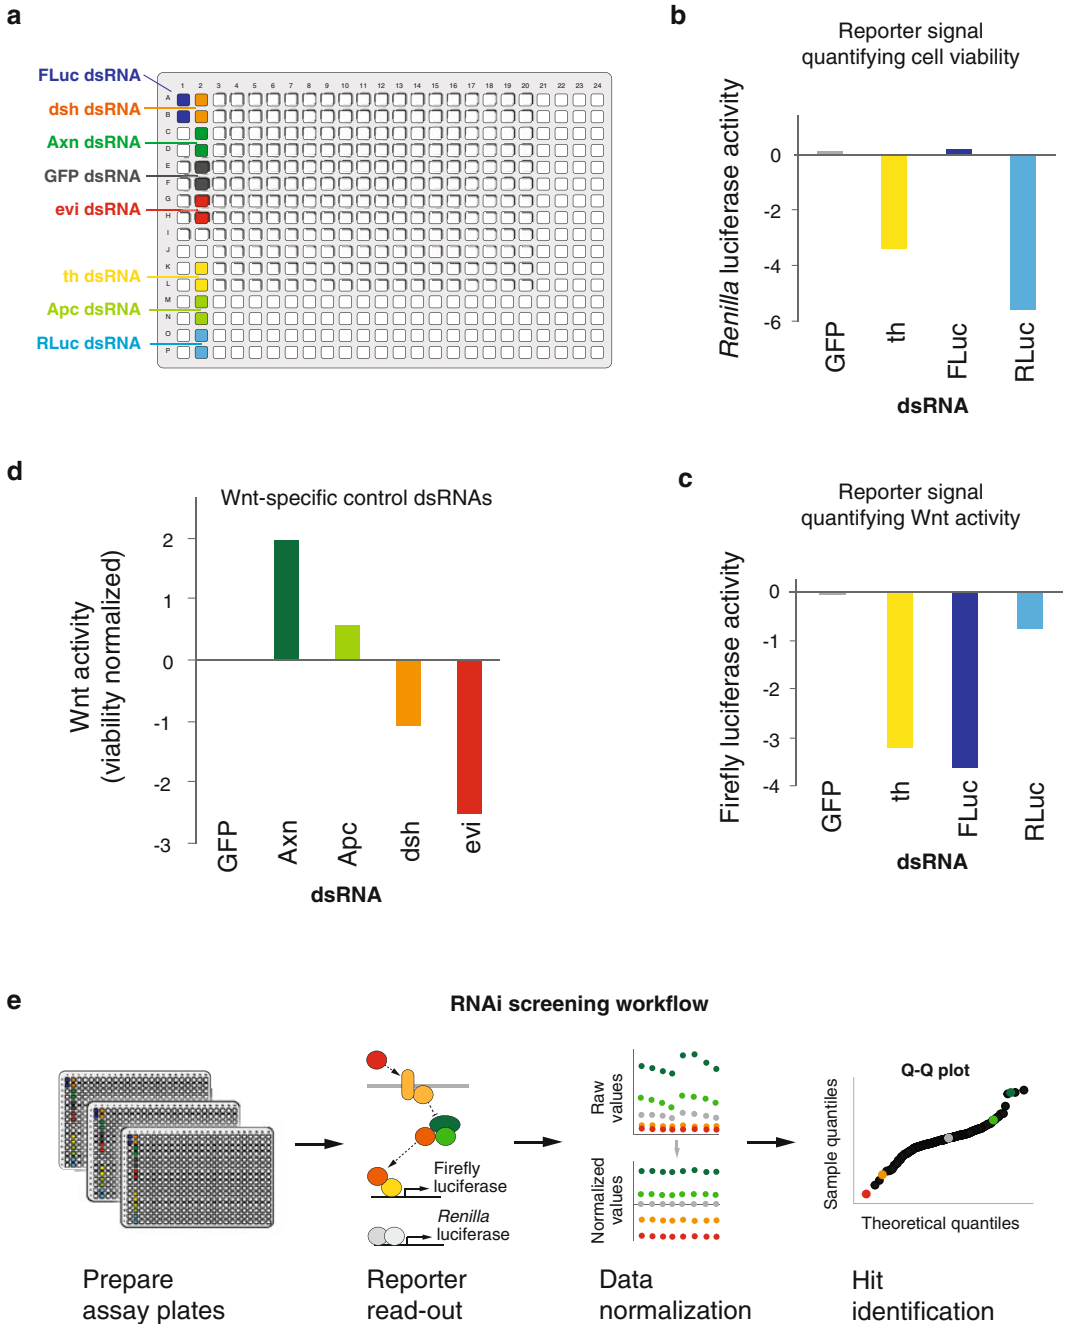 a
FLuc dsRNA
dsh dsRNA
Axn dsRNA
GFP dsRNA
evi dsRNA
th dsRNA
Apc dsRNA
RLuc dsRNA
1 2 3 4 5 6 7 8 9 10 11 12 13 14 15 16 17 18 19 20 21 22 23 24
A
B
C
D
E
F
G
H
I
J
K
L
M
N
O
P
b
Reporter signal
quantifying cell viability
Renilla luciferase activity
0
-2
-4
-6
GFP
th
FLuc
RLuc
dsRNA
d
Wnt-specific control dsRNAs
Wnt activity
(viability normalized)
2
1
0
-1
-2
-3
GFP
Axn
Apc
dsh
evi
dsRNA
c
Reporter signal
quantifying Wnt activity
Firefly luciferase activity
0
-1
-2
-3
-4
GFP
th
FLuc
RLuc
dsRNA
e
RNAi screening workflow
Firefly
luciferase
Renilla
luciferase
Raw
values
Normalized
values
Q-Q plot
Sample quantiles
Theoretical quantiles
Prepare
assay plates
Reporter
read-out
Data
normalization
Hit
identification